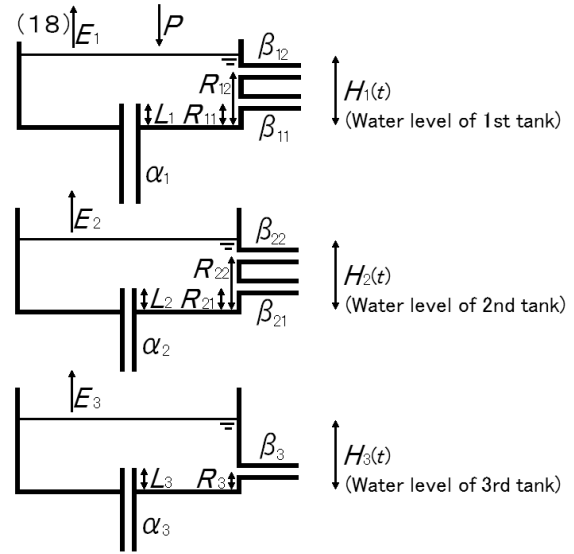 (18) E1 P
β12
R12
H1(t)
L1 R11
(Water level of 1st tank)
β11
α1
E2
β22
R22
H2(t)
L2 R21
(Water level of 2nd tank)
β21
α2
E3
β3
H3(t)
L3 R3
(Water level of 3rd tank)
α3